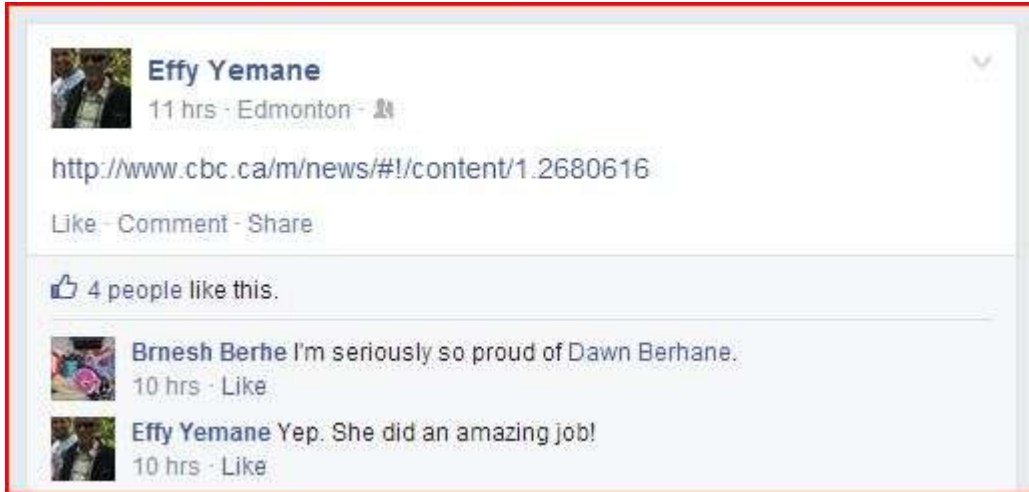 Effy Yemane
11 hrs · Edmonton ·
http://www.cbc.ca/m/news/#!/content/1.2680616
Like · Comment · Share
4 people like this.
Brnesh Berhe I'm seriously so proud of Dawn Berhane.
10 hrs · Like
Effy Yemane Yep. She did an amazing job!
10 hrs · Like